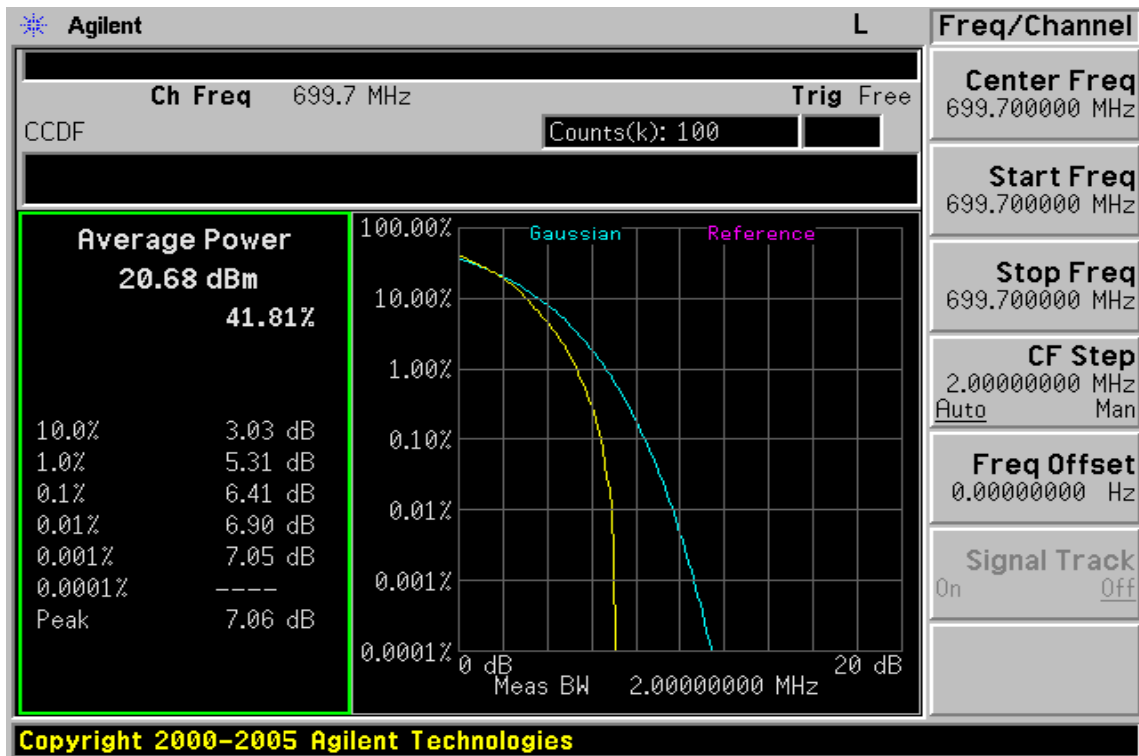 Agilent
L
Freq/Channel
Ch Freq 699.7 MHz
Trig Free
CCDF
Counts(k): 100
Average Power
20.68 dBm
41.81%
10.0% 3.03 dB
1.0% 5.31 dB
0.1% 6.41 dB
0.01% 6.90 dB
0.001% 7.05 dB
0.0001% ----
Peak 7.06 dB
Gaussian
Reference
100.00%
10.00%
1.00%
0.10%
0.01%
0.001%
0.0001%
0 dB
20 dB
Meas BW 2.00000000 MHz
Center Freq
699.700000 MHz
Start Freq
699.700000 MHz
Stop Freq
699.700000 MHz
CF Step
2.00000000 MHz
Auto Man
Freq Offset
0.00000000 Hz
Signal Track
On Off
Copyright 2000-2005 Agilent Technologies